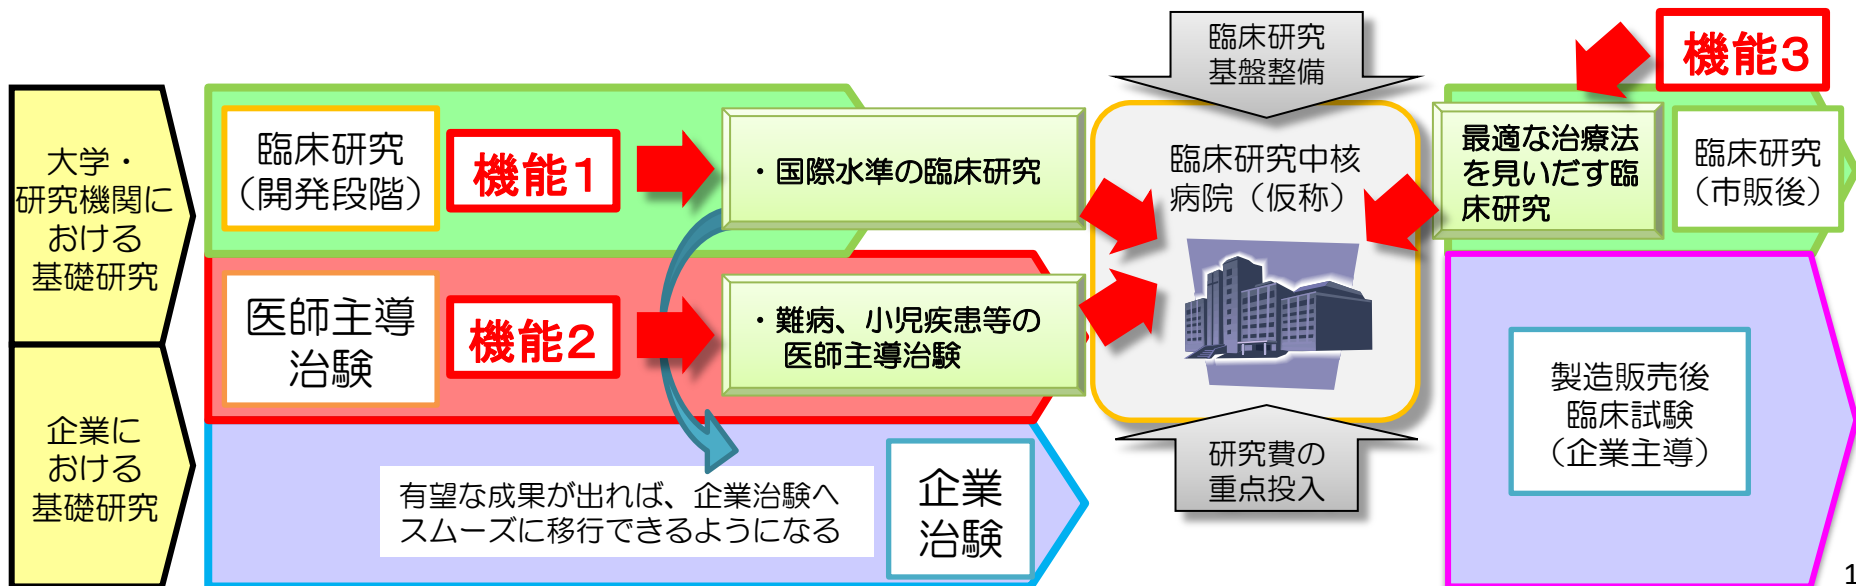 大学・
研究機関に
おける
基礎研究
企業に
おける
基礎研究
臨床研究
（開発段階）
機能1
・国際水準の臨床研究
医師主導
治験
機能2
・難病、小児疾患等の
医師主導治験
有望な成果が出れば、企業治験へ
スムーズに移行できるようになる
企業
治験
臨床研究
基盤整備
臨床研究中核
病院（仮称）
研究費の
重点投入
機能3
最適な治療法
を見いだす臨
床研究
臨床研究
（市販後）
製造販売後
臨床試験
（企業主導）
1